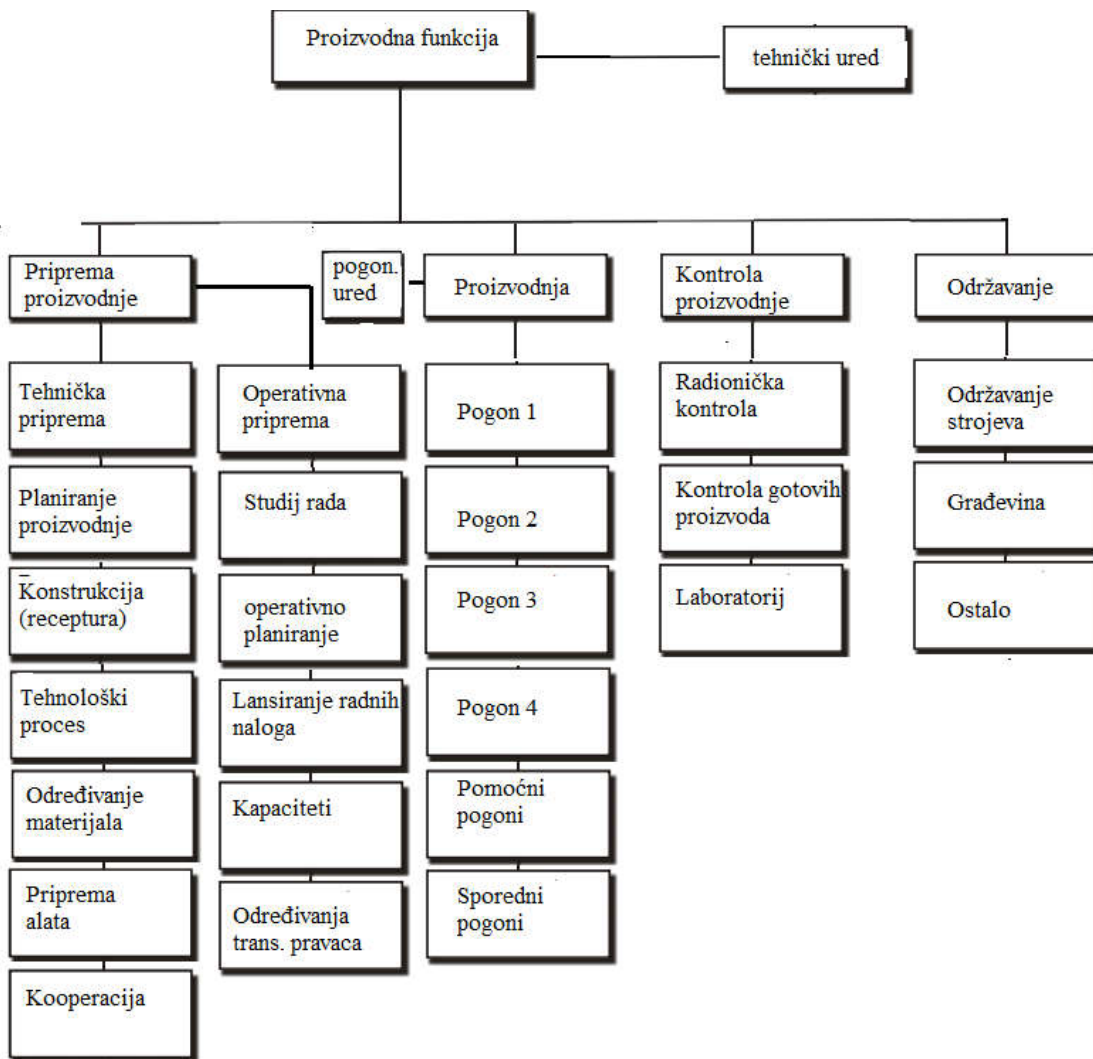 Proizvodna funkcija
tehnički ured
Priprema
proizvodnje
pogon.
ured
Proizvodnja
Kontrola
proizvodnje
Održavanje
Tehnička
priprema
Planiranje
proizvodnje
Konstrukcija
(receptura)
Tehnološki
proces
Određivanje
materijala
Priprema
alata
Kooperacija
Operativna
priprema
Studij rada
operativno
planiranje
Lansiranje radnih
naloga
Kapaciteti
Određivanja
trans. pravaca
Pogon 1
Pogon 2
Pogon 3
Pogon 4
Pomoćni
pogoni
Sporedni
pogoni
Radionička
kontrola
Kontrola gotovih
proizvoda
Laboratorij
Održavanje
strojeva
Građevina
Ostalo